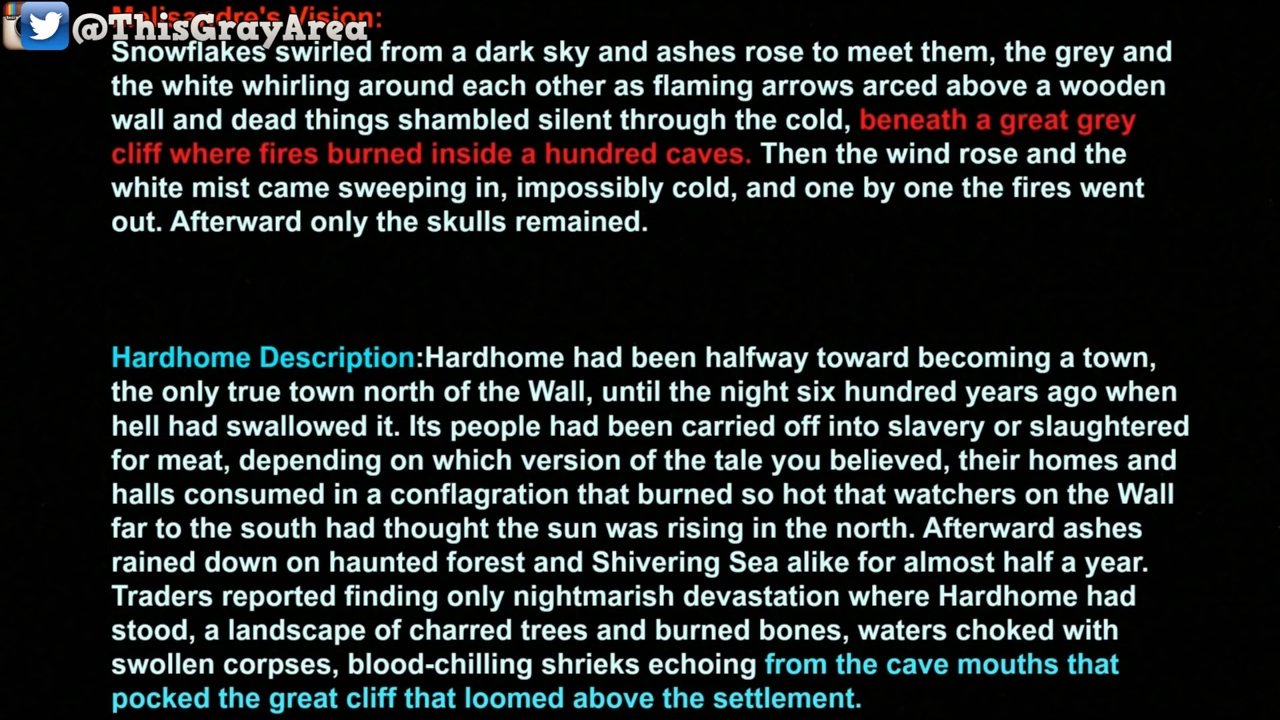 Melisandre's Vision:
@ThisGrayArea
Snowflakes swirled from a dark sky and ashes rose to meet them, the grey and
the white whirling around each other as flaming arrows arced above a wooden
wall and dead things shambled silent through the cold, beneath a great grey
cliff where fires burned inside a hundred caves. Then the wind rose and the
white mist came sweeping in, impossibly cold, and one by one the fires went
out. Afterward only the skulls remained.
Hardhome Description:Hardhome had been halfway toward becoming a town,
the only true town north of the Wall, until the night six hundred years ago when
hell had swallowed it. Its people had been carried off into slavery or slaughtered
for meat, depending on which version of the tale you believed, their homes and
halls consumed in a conflagration that burned so hot that watchers on the Wall
far to the south had thought the sun was rising in the north. Afterward ashes
rained down on haunted forest and Shivering Sea alike for almost half a year.
Traders reported finding only nightmarish devastation where Hardhome had
stood, a landscape of charred trees and burned bones, waters choked with
swollen corpses, blood-chilling shrieks echoing from the cave mouths that
pocked the great cliff that loomed above the settlement.